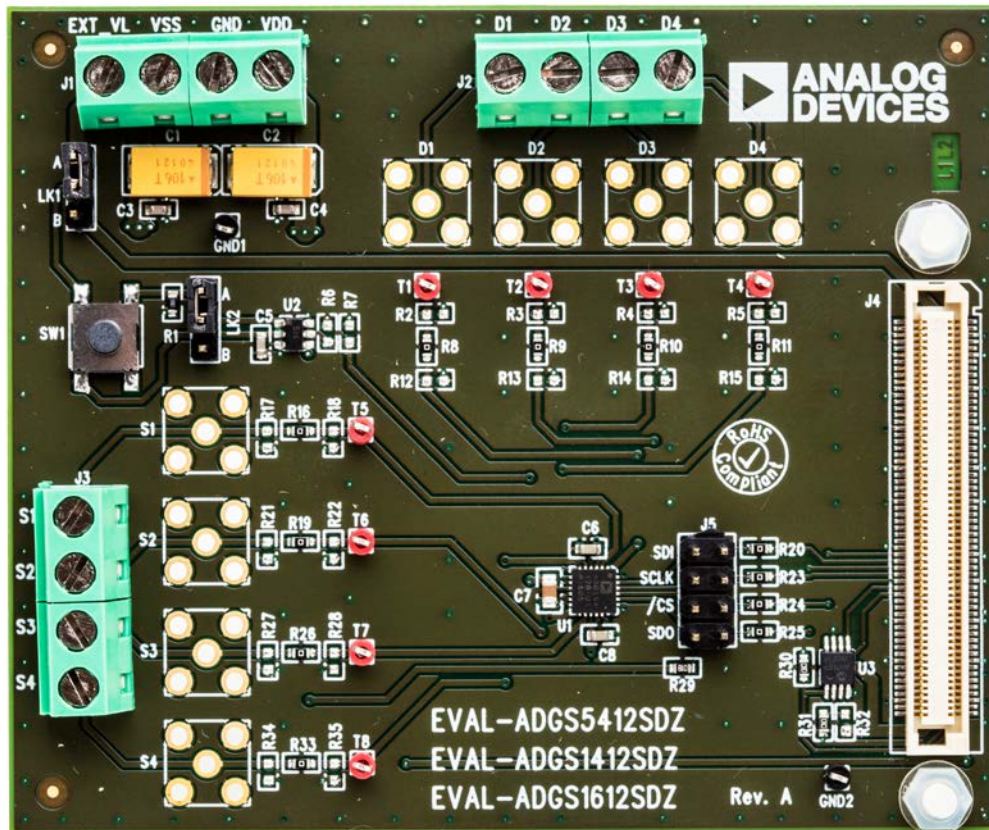 EXT_VL VSS GND VDD
D1 D2 D3 D4
J1
J2
ANALOG
DEVICES
C1 C2
D1 D2 D3 D4
A
LK1
B
106T
40121
106T
40121
L1L2
C3
C4
GND1
T1 T2 T3 T4
J4
A
SW1
R1
LK2
B
C5
U2
R6
R7
R2 R3 R4 R5
R8 R9 R10 R11
R12 R13 R14 R15
S1
R17
R16
R18
T5
RoHS
Compliant
J3
S1
S2
S3
S4
S2
R21
R19
R22
T6
C6
J5
SDI
SCLK
/CS
SDO
R20
R23
R24
R25
C7
U1
C8
S3
R27
R26
R28
T7
R29
R30
U3
R31
R32
S4
R34
R33
R35
T8
EVAL-ADGS5412SDZ
EVAL-ADGS1412SDZ
EVAL-ADGS1612SDZ
Rev. A
GND2